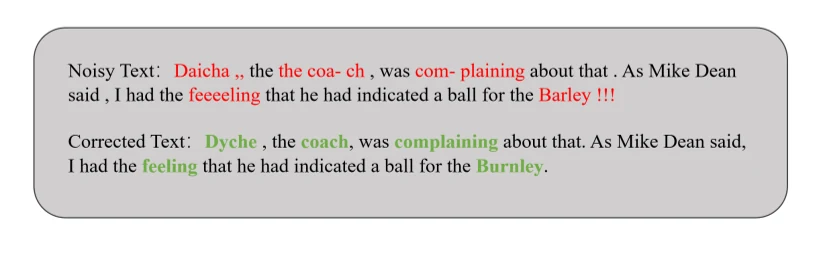 Noisy Text： Daicha ,, the the coa- ch , was com- plaining about that . As Mike Dean
said , I had the feeeeling that he had indicated a ball for the Barley !!!
Corrected Text： Dyche , the coach, was complaining about that. As Mike Dean said,
I had the feeling that he had indicated a ball for the Burnley.